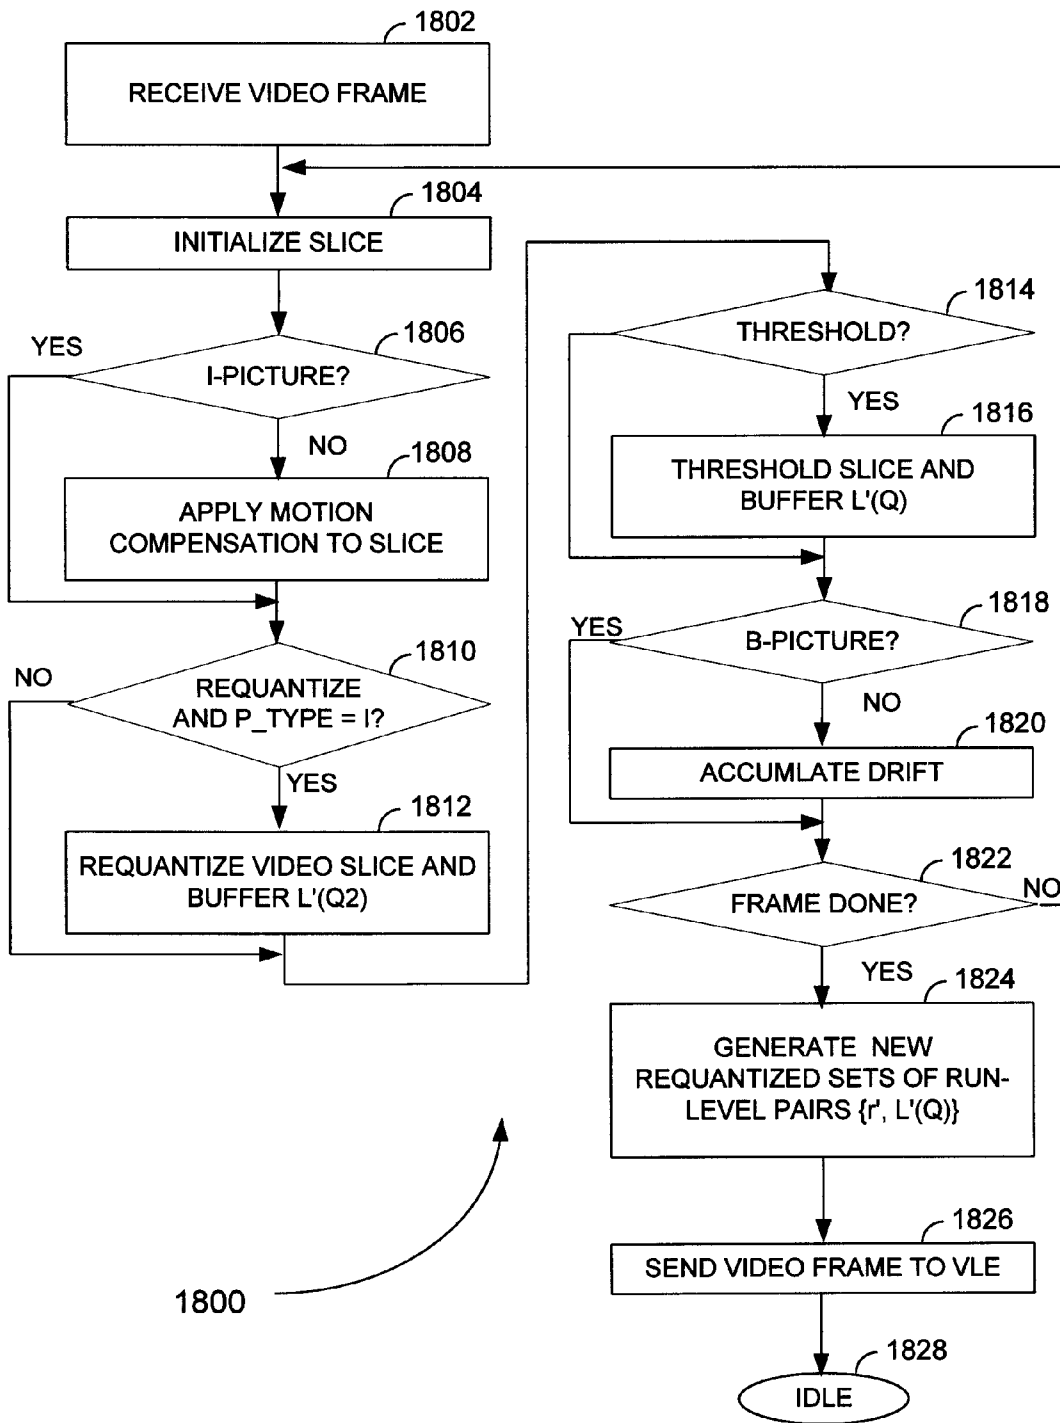 1802
RECEIVE VIDEO FRAME
1804
INITIALIZE SLICE
1806
YES
I-PICTURE?
NO
1808
APPLY MOTION
COMPENSATION TO SLICE
1810
NO
REQUANTIZE
AND P_TYPE = I?
YES
1812
REQUANTIZE VIDEO SLICE AND
BUFFER L'(Q2)
1814
THRESHOLD?
YES
1816
THRESHOLD SLICE AND
BUFFER L'(Q)
1818
YES
B-PICTURE?
NO
1820
ACCUMLATE DRIFT
1822
NO
FRAME DONE?
YES
1824
GENERATE NEW
REQUANTIZED SETS OF RUN-
LEVEL PAIRS {r', L'(Q)}
1826
SEND VIDEO FRAME TO VLE
1828
IDLE
1800